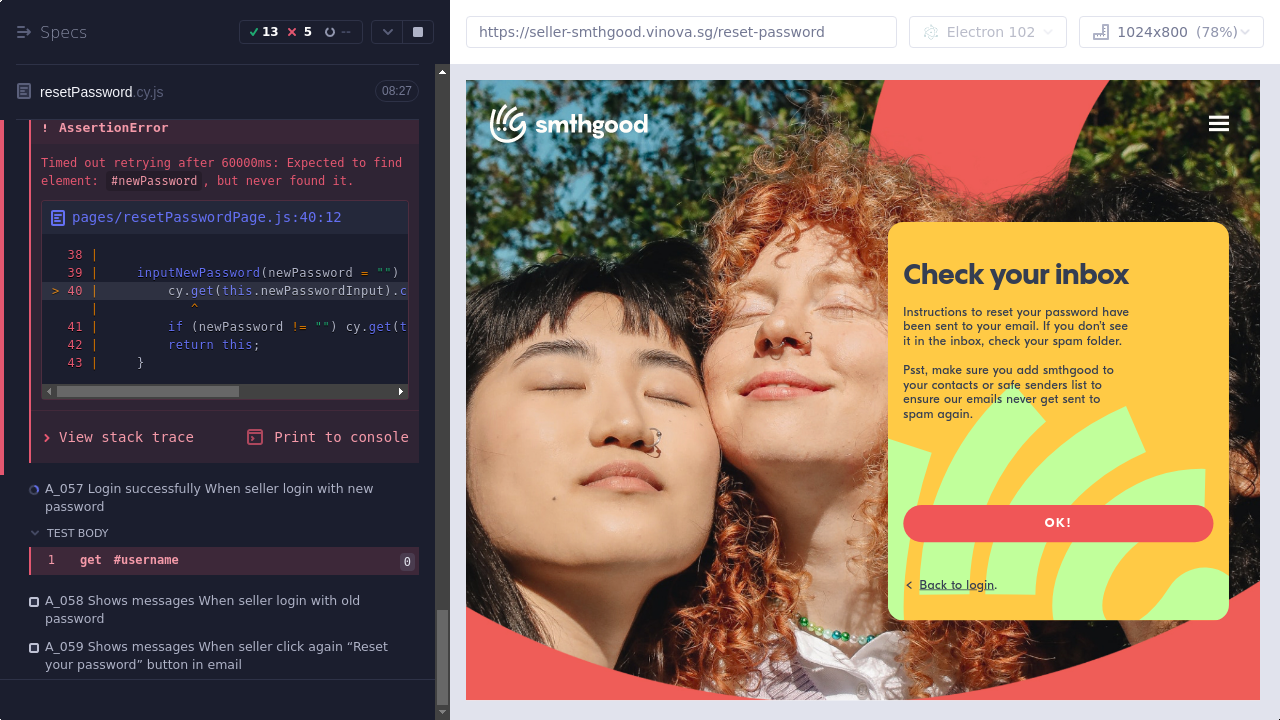 Specs
13 5 --
https://seller-smthgood.vinova.sg/reset-password
Electron 102
1024x800 (78%)
resetPassword.cy.js
08:27
! AssertionError
Timed out retrying after 60000ms: Expected to find
element: #newPassword, but never found it.
pages/resetPasswordPage.js:40:12
38 |
39 | inputNewPassword(newPassword = "")
> 40 | cy.get(this.newPasswordInput).c
| ^
41 | if (newPassword != "") cy.get(t
42 | return this;
43 | }
View stack trace
Print to console
A_057 Login successfully When seller login with new
password
TEST BODY
1 get #username 0
A_058 Shows messages When seller login with old
password
A_059 Shows messages When seller click again “Reset
your password” button in email
smthgood
Check your inbox
Instructions to reset your password have
been sent to your email. If you don't see
it in the inbox, check your spam folder.
Psst, make sure you add smthgood to
your contacts or safe senders list to
ensure our emails never get sent to
spam again.
OK!
< Back to login.